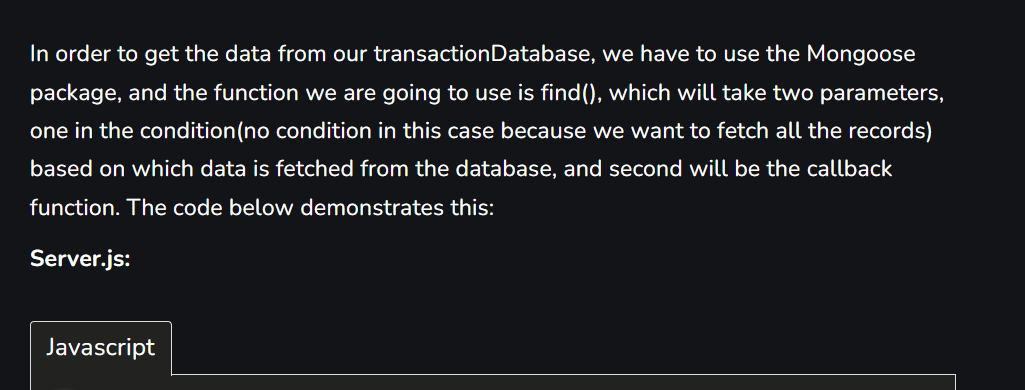 In order to get the data from our transactionDatabase, we have to use the Mongoose
package, and the function we are going to use is find(), which will take two parameters,
one in the condition(no condition in this case because we want to fetch all the records)
based on which data is fetched from the database, and second will be the callback
function. The code below demonstrates this:
Server.js:
Javascript